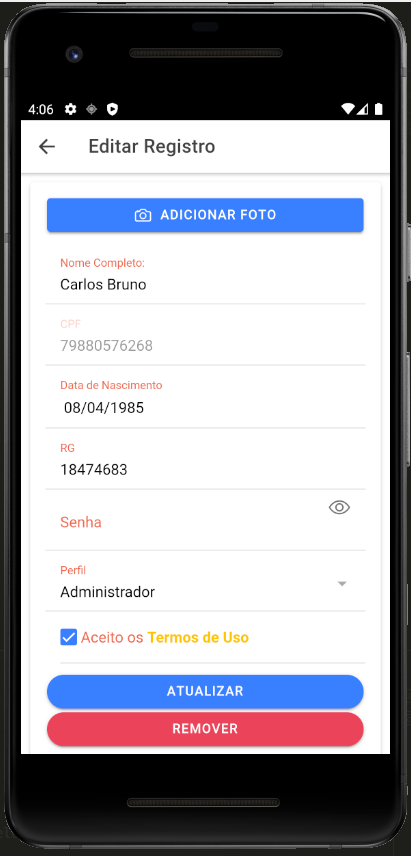 4:06
Editar Registro
ADICIONAR FOTO
Nome Completo:
Carlos Bruno
CPF
79880576268
Data de Nascimento
08/04/1985
RG
18474683
Senha
Perfil
Administrador
Aceito os Termos de Uso
ATUALIZAR
REMOVER